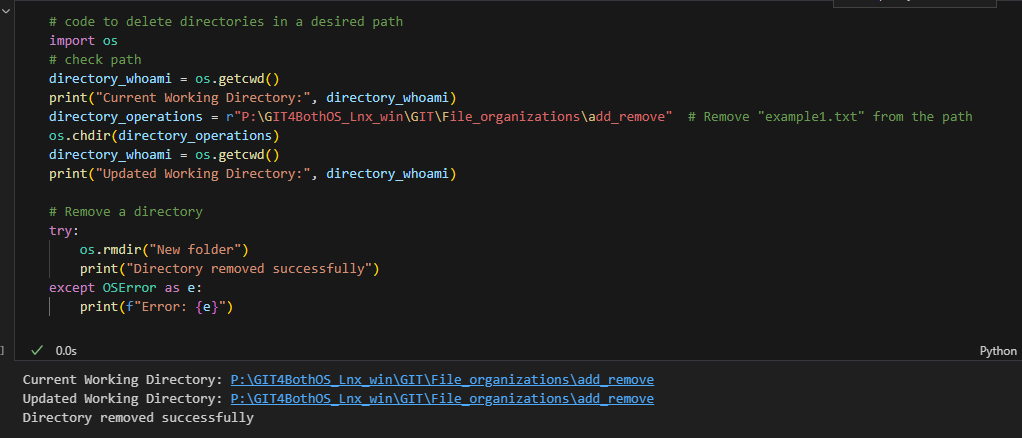 # code to delete directories in a desired path
import os
# check path
directory_whoami = os.getcwd()
print("Current Working Directory:", directory_whoami)
directory_operations = r"P:\GIT4BothOS_Lnx_win\GIT\File_organizations\add_remove"  # Remove "example1.txt" from the path
os.chdir(directory_operations)
directory_whoami = os.getcwd()
print("Updated Working Directory:", directory_whoami)

# Remove a directory
try:
    os.rmdir("New folder")
    print("Directory removed successfully")
except OSError as e:
    print(f"Error: {e}")
] ✓ 0.0s Python
Current Working Directory: P:\GIT4BothOS_Lnx_win\GIT\File_organizations\add_remove
Updated Working Directory: P:\GIT4BothOS_Lnx_win\GIT\File_organizations\add_remove
Directory removed successfully